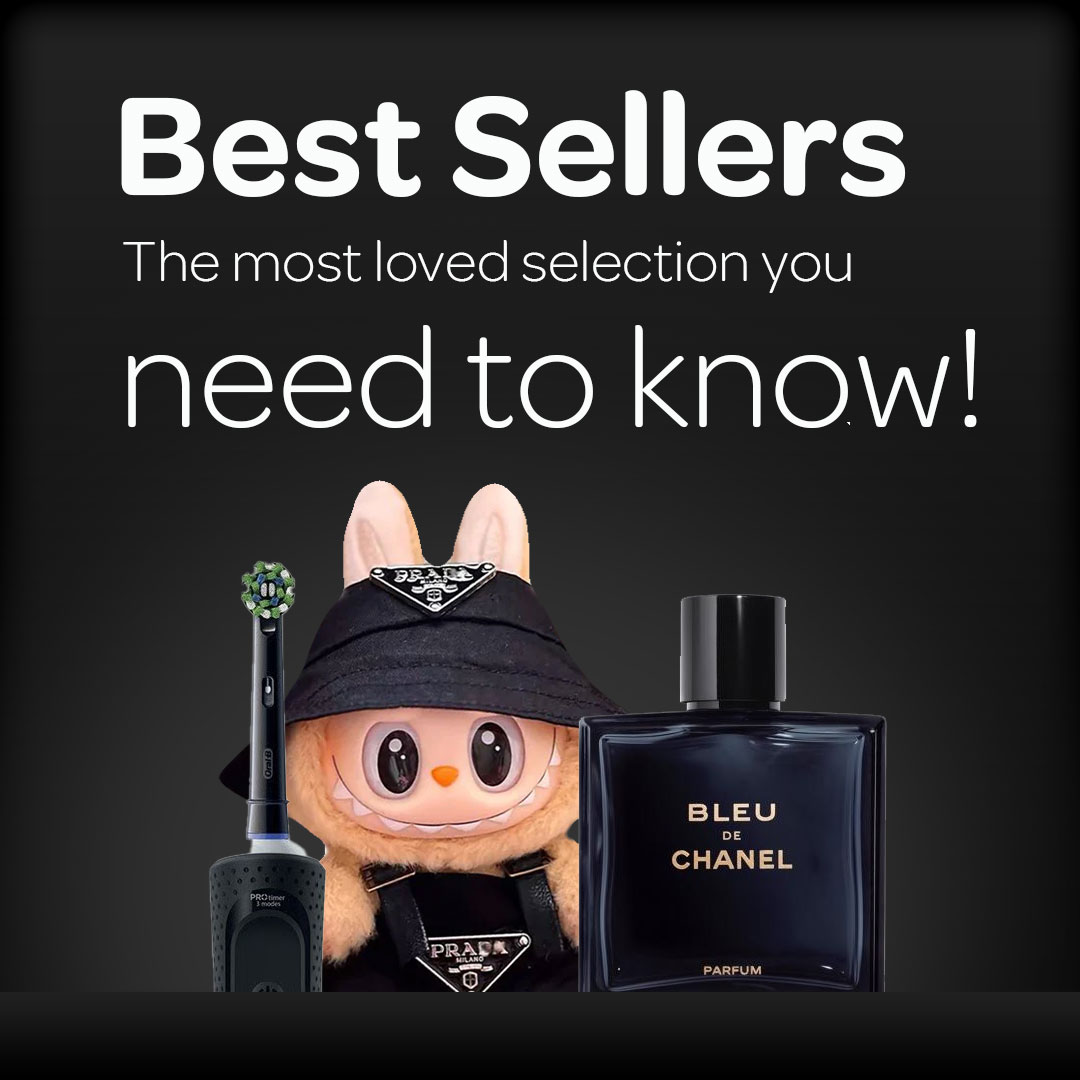 Best Sellers
The most loved selection you
need to know!
PRADA
MILANO
Oral-B
PRO timer
3 modes
PRADA
MILANO
BLEU
DE
CHANEL
PARFUM